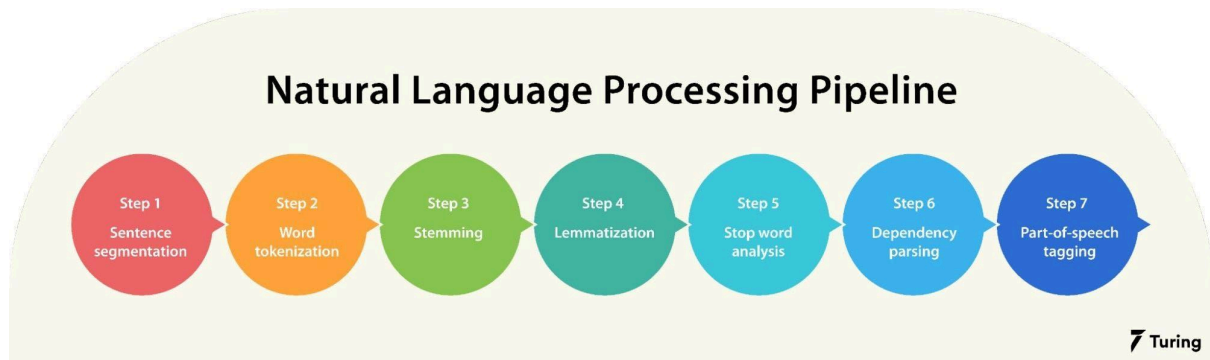 Natural Language Processing Pipeline
Step 1
Sentence
segmentation
Step 2
Word
tokenization
Step 3
Stemming
Step 4
Lemmatization
Step 5
Stop word
analysis
Step 6
Dependency
parsing
Step 7
Part-of-speech
tagging
Turing